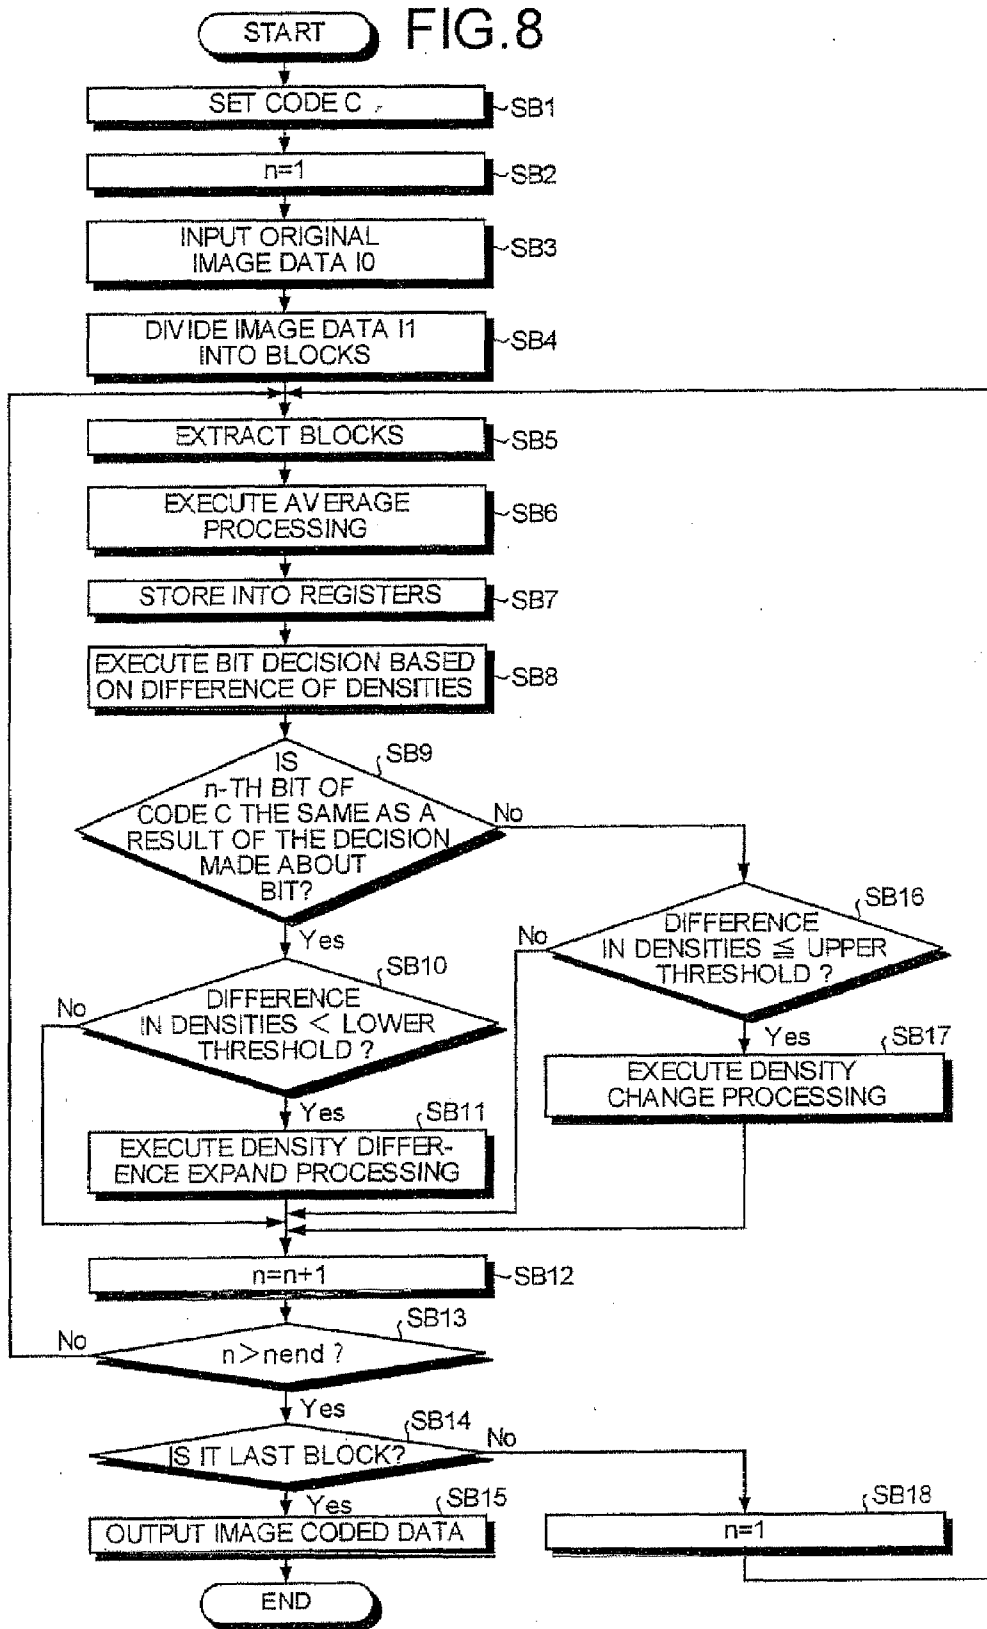 FIG.8
START
SET CODE C
SB1
n=1
SB2
INPUT ORIGINAL
IMAGE DATA I0
SB3
DIVIDE IMAGE DATA I1
INTO BLOCKS
SB4
EXTRACT BLOCKS
SB5
EXECUTE AVERAGE
PROCESSING
SB6
STORE INTO REGISTERS
SB7
EXECUTE BIT DECISION BASED
ON DIFFERENCE OF DENSITIES
SB8
SB9
IS
n-TH BIT OF
CODE C THE SAME AS A
RESULT OF THE DECISION
MADE ABOUT
BIT?
No
Yes
SB16
DIFFERENCE
IN DENSITIES ≦ UPPER
THRESHOLD ?
No
Yes
SB17
EXECUTE DENSITY
CHANGE PROCESSING
SB10
DIFFERENCE
IN DENSITIES < LOWER
THRESHOLD ?
No
Yes
SB11
EXECUTE DENSITY DIFFER-
ENCE EXPAND PROCESSING
n=n+1
SB12
SB13
n>nend ?
No
Yes
SB14
IS IT LAST BLOCK?
No
Yes
SB15
OUTPUT IMAGE CODED DATA
SB18
n=1
END